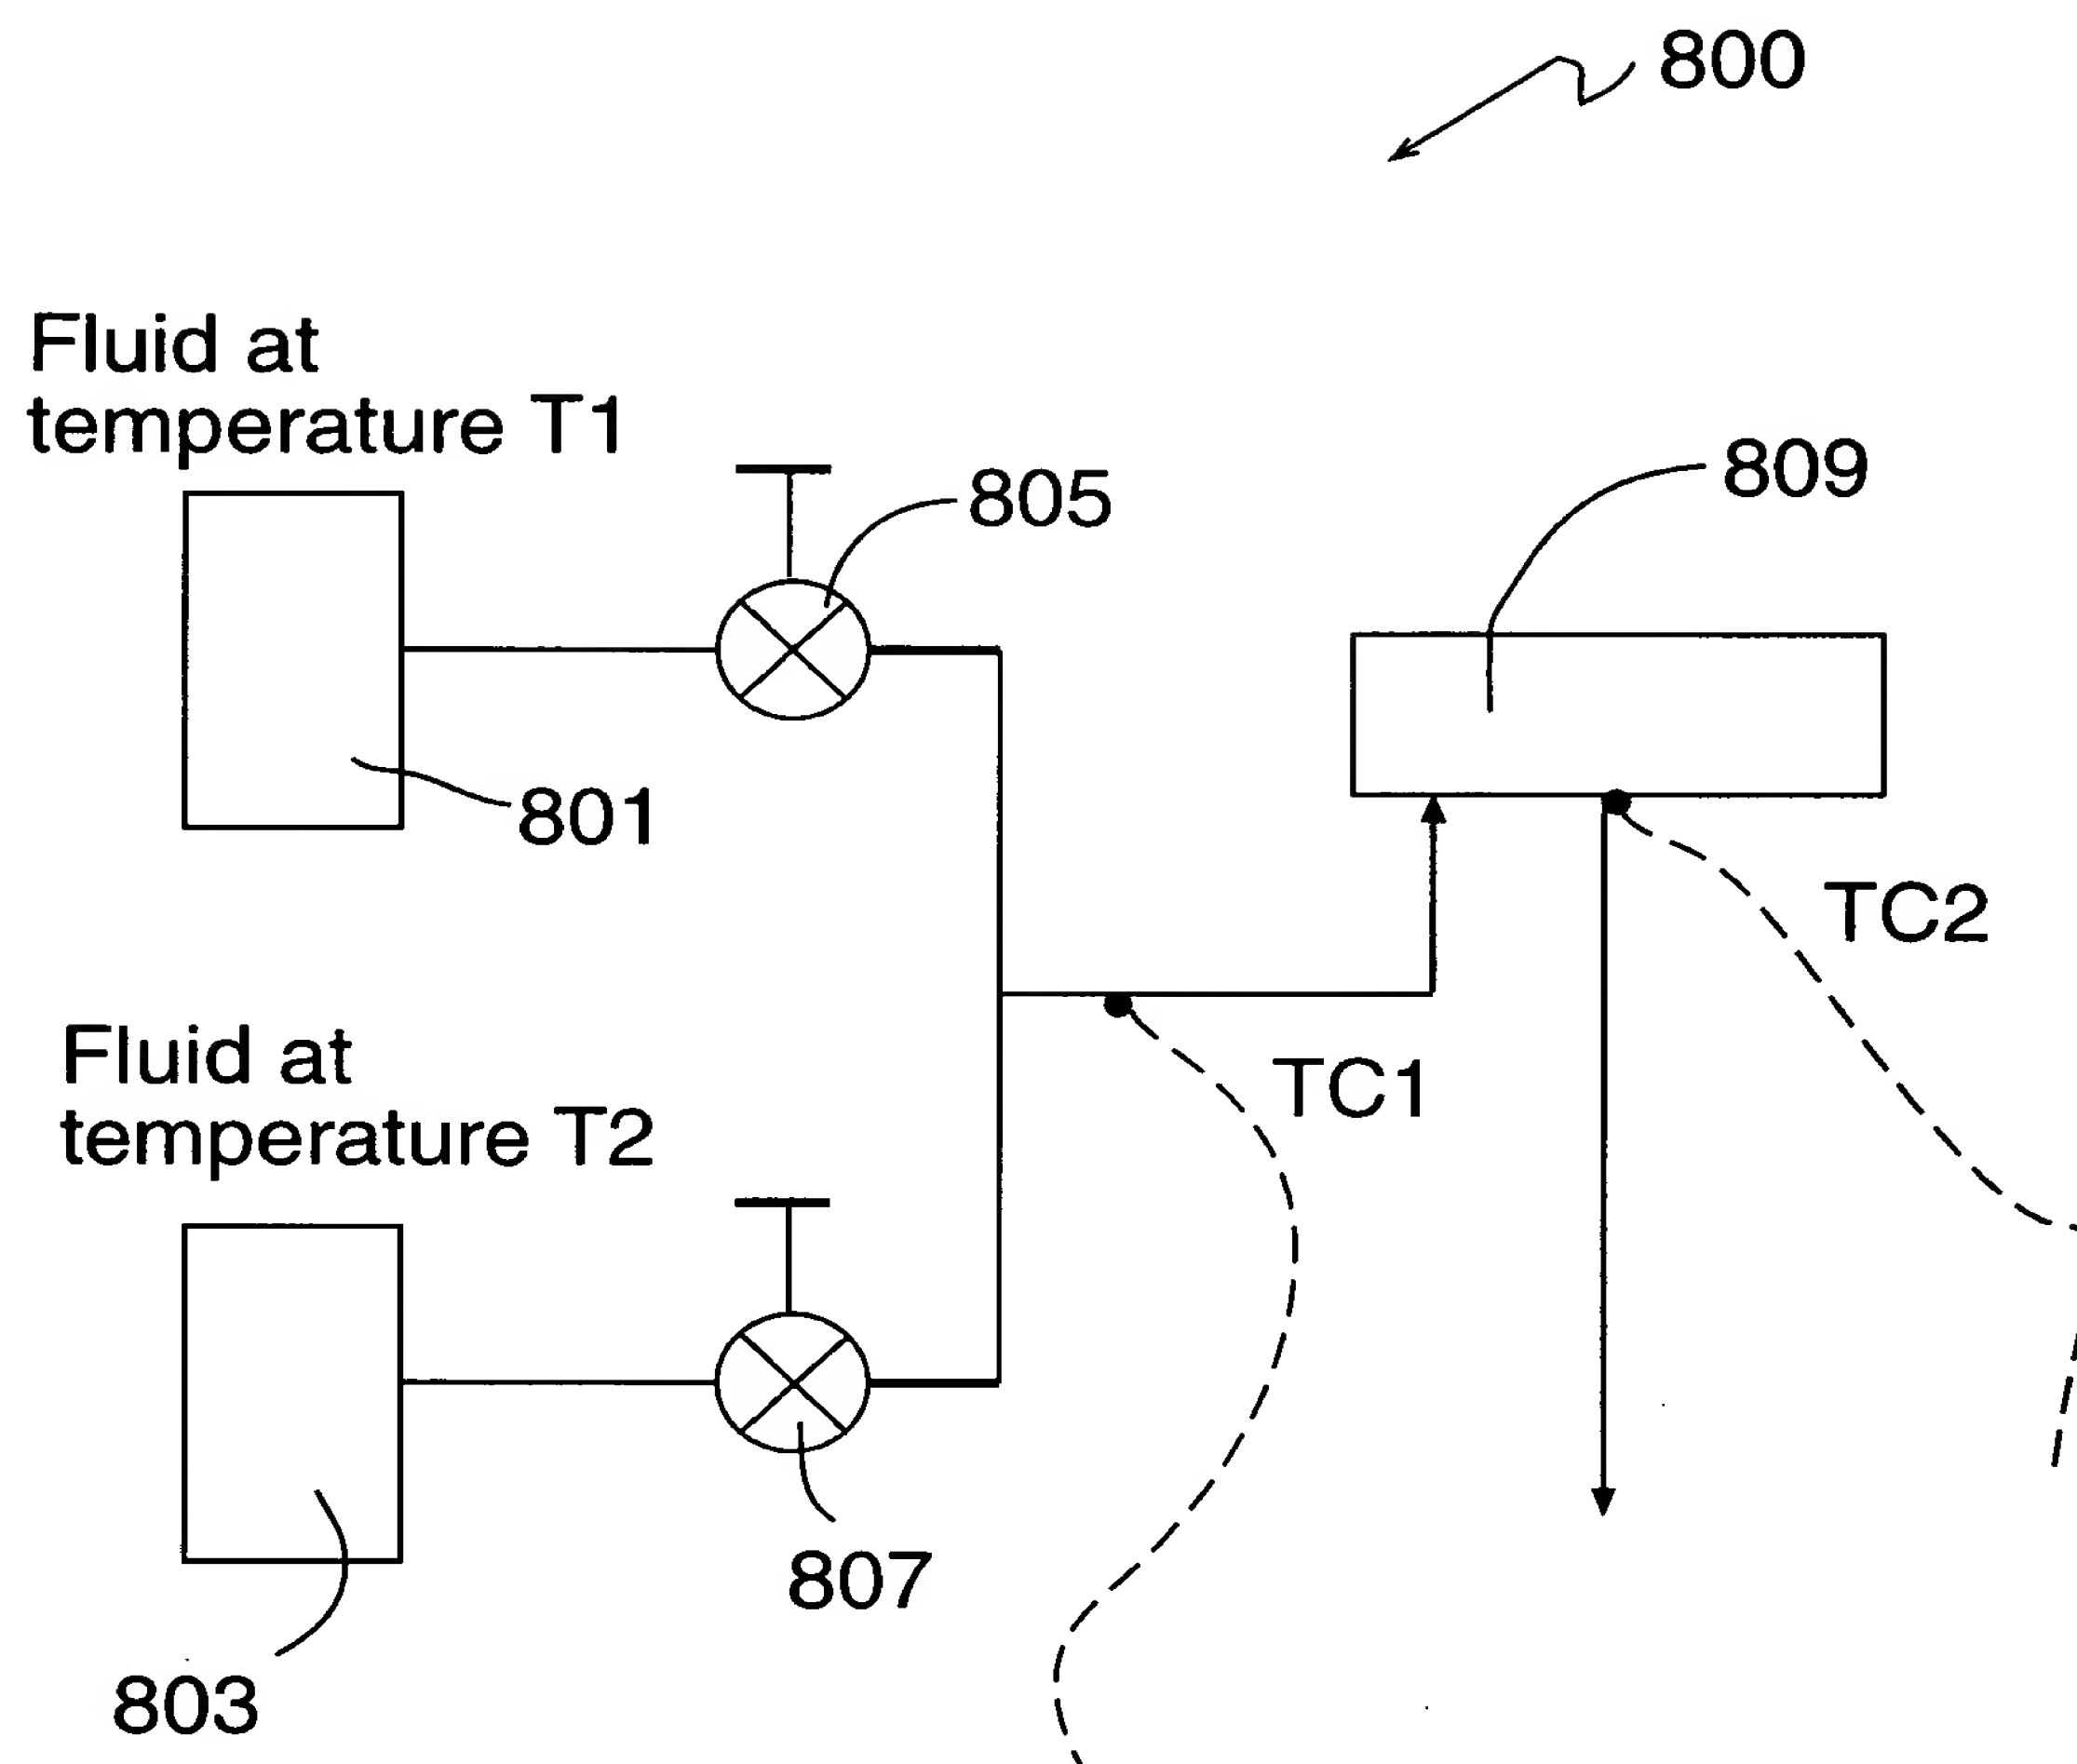 800
Fluid at
temperature T1
805
809
801
TC2
Fluid at
temperature T2
TC1
807
803